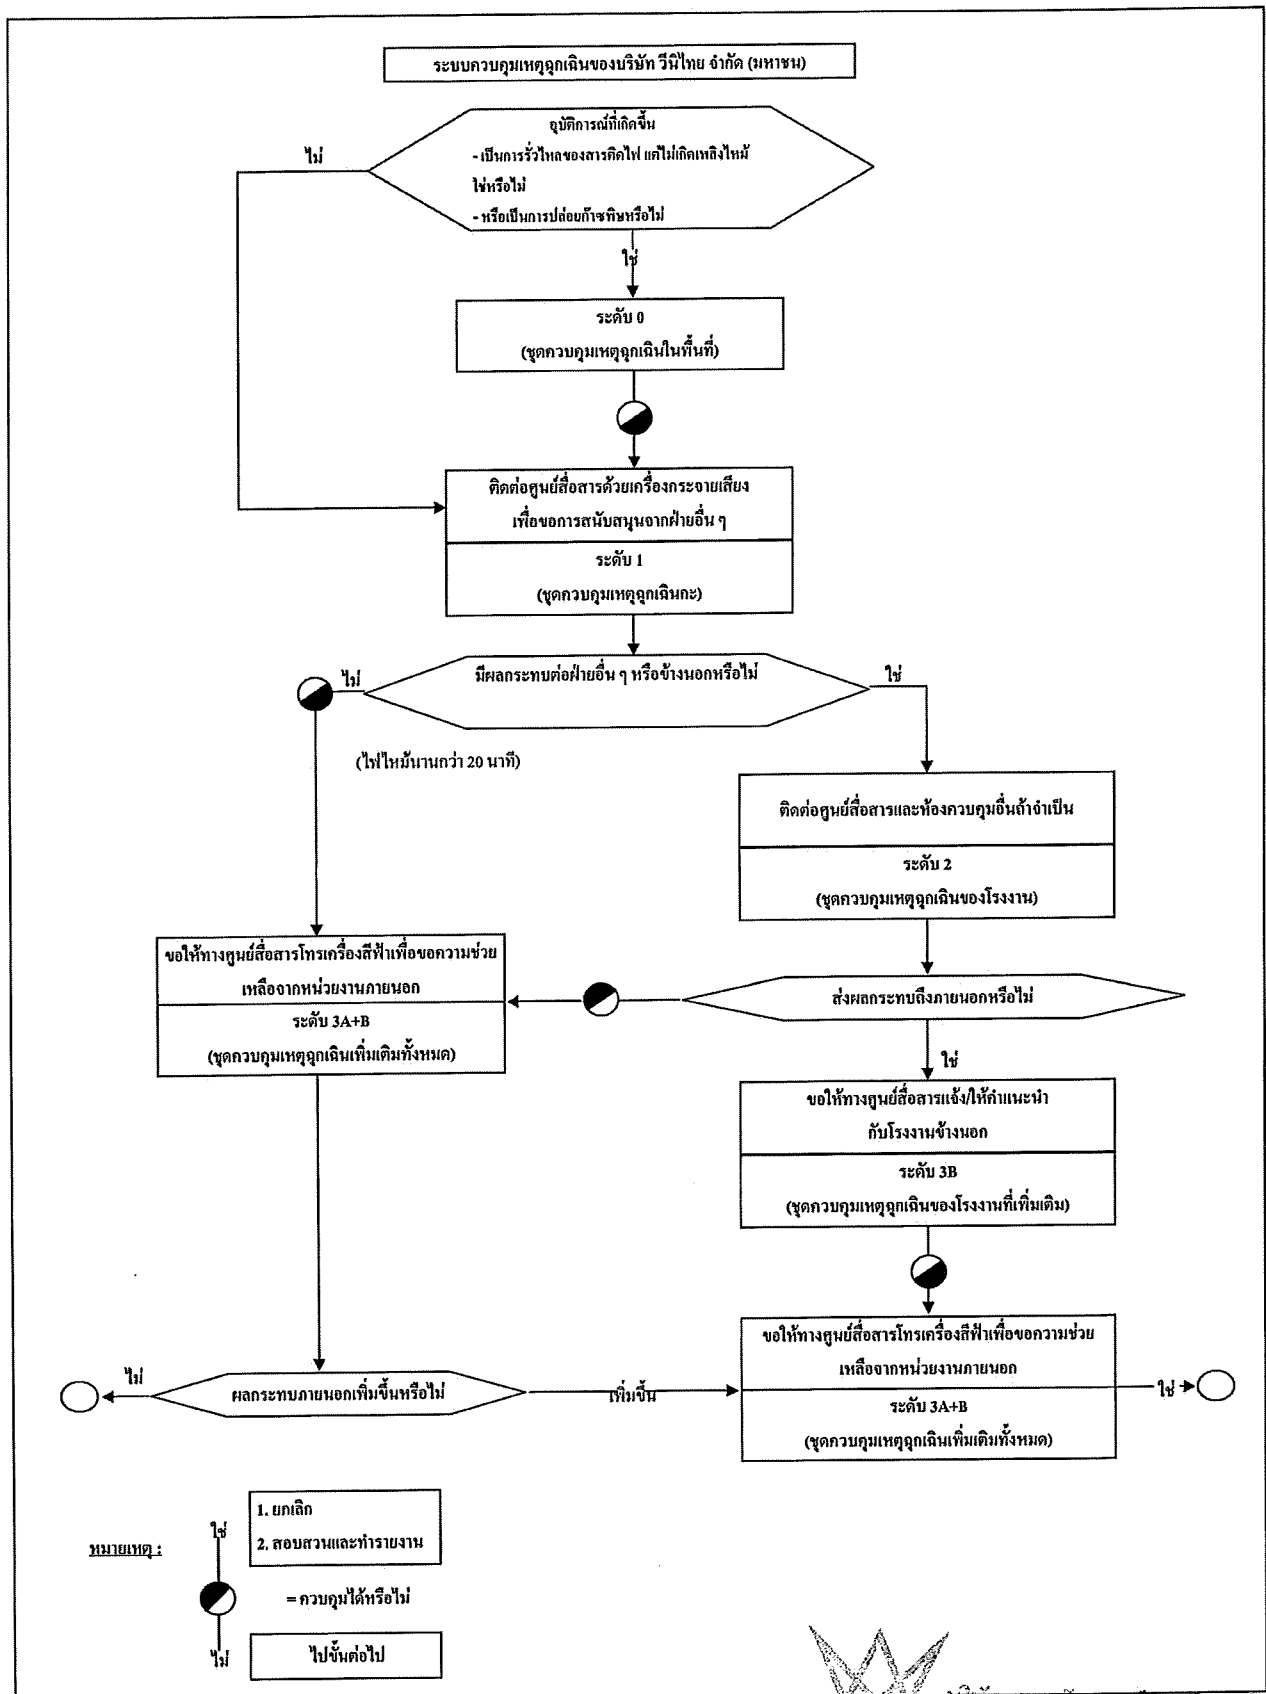 ระบบควบคุมเหตุฉุกเฉินของบริษัท วีนิไทย จำกัด (มหาชน)
อุบัติการณ์ที่เกิดขึ้น
- เป็นการรั่วไหลของสารติดไฟ แต่ไม่เกิดเพลิงไหม้
ใช่หรือไม่
- หรือเป็นการปล่อยก๊าซพิษหรือไม่
ไม่
ใช่
ระดับ 0
(ชุดควบคุมเหตุฉุกเฉินในพื้นที่)
ติดต่อศูนย์สื่อสารด้วยเครื่องกระจายเสียง
เพื่อขอการสนับสนุนจากฝ่ายอื่น ๆ
ระดับ 1
(ชุดควบคุมเหตุฉุกเฉินกะ)
มีผลกระทบต่อฝ่ายอื่น ๆ หรือข้างนอกหรือไม่
ไม่
ใช่
(ไฟไหม้นานกว่า 20 นาที)
ติดต่อศูนย์สื่อสารและห้องควบคุมอื่นถ้าจำเป็น
ระดับ 2
(ชุดควบคุมเหตุฉุกเฉินของโรงงาน)
ขอให้ทางศูนย์สื่อสารโทรเครื่องสีฟ้าเพื่อขอความช่วย
เหลือจากหน่วยงานภายนอก
ระดับ 3A+B
(ชุดควบคุมเหตุฉุกเฉินเพิ่มเติมทั้งหมด)
ส่งผลกระทบถึงภายนอกหรือไม่
ใช่
ขอให้ทางศูนย์สื่อสารแจ้ง/ให้คำแนะนำ
กับโรงงานข้างนอก
ระดับ 3B
(ชุดควบคุมเหตุฉุกเฉินของโรงงานที่เพิ่มเติม)
ขอให้ทางศูนย์สื่อสารโทรเครื่องสีฟ้าเพื่อขอความช่วย
เหลือจากหน่วยงานภายนอก
ระดับ 3A+B
(ชุดควบคุมเหตุฉุกเฉินเพิ่มเติมทั้งหมด)
ไม่
ผลกระทบภายนอกเพิ่มขึ้นหรือไม่
เพิ่มขึ้น
ใช่
หมายเหตุ :
ใช่
1. ยกเลิก
2. สอบสวนและทำรายงาน
= ควบคุมได้หรือไม่
ไม่
ไปขั้นต่อไป